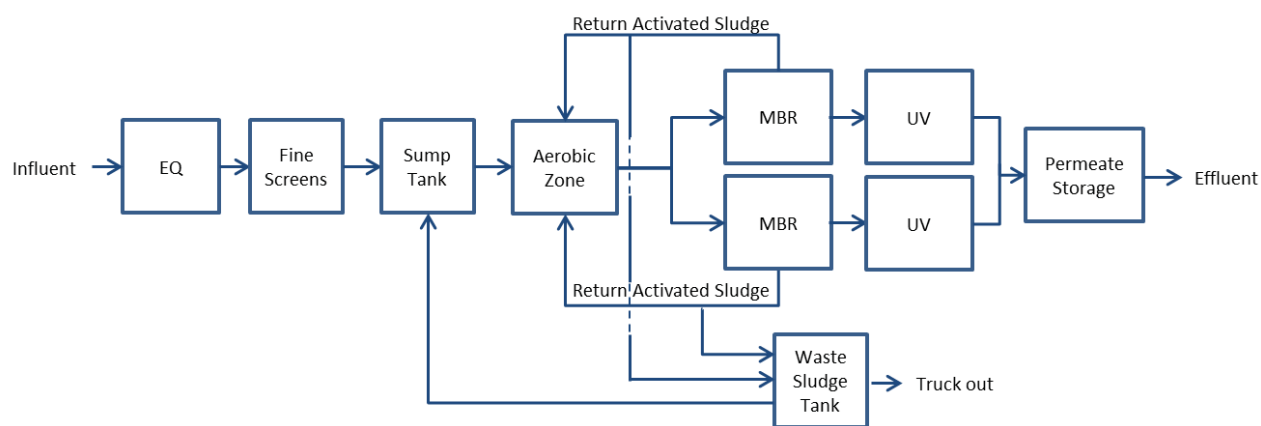 Return Activated Sludge
Influent
EQ
Fine
Screens
Sump
Tank
Aerobic
Zone
MBR
UV
MBR
UV
Permeate
Storage
Effluent
Return Activated Sludge
Waste
Sludge
Tank
Truck out